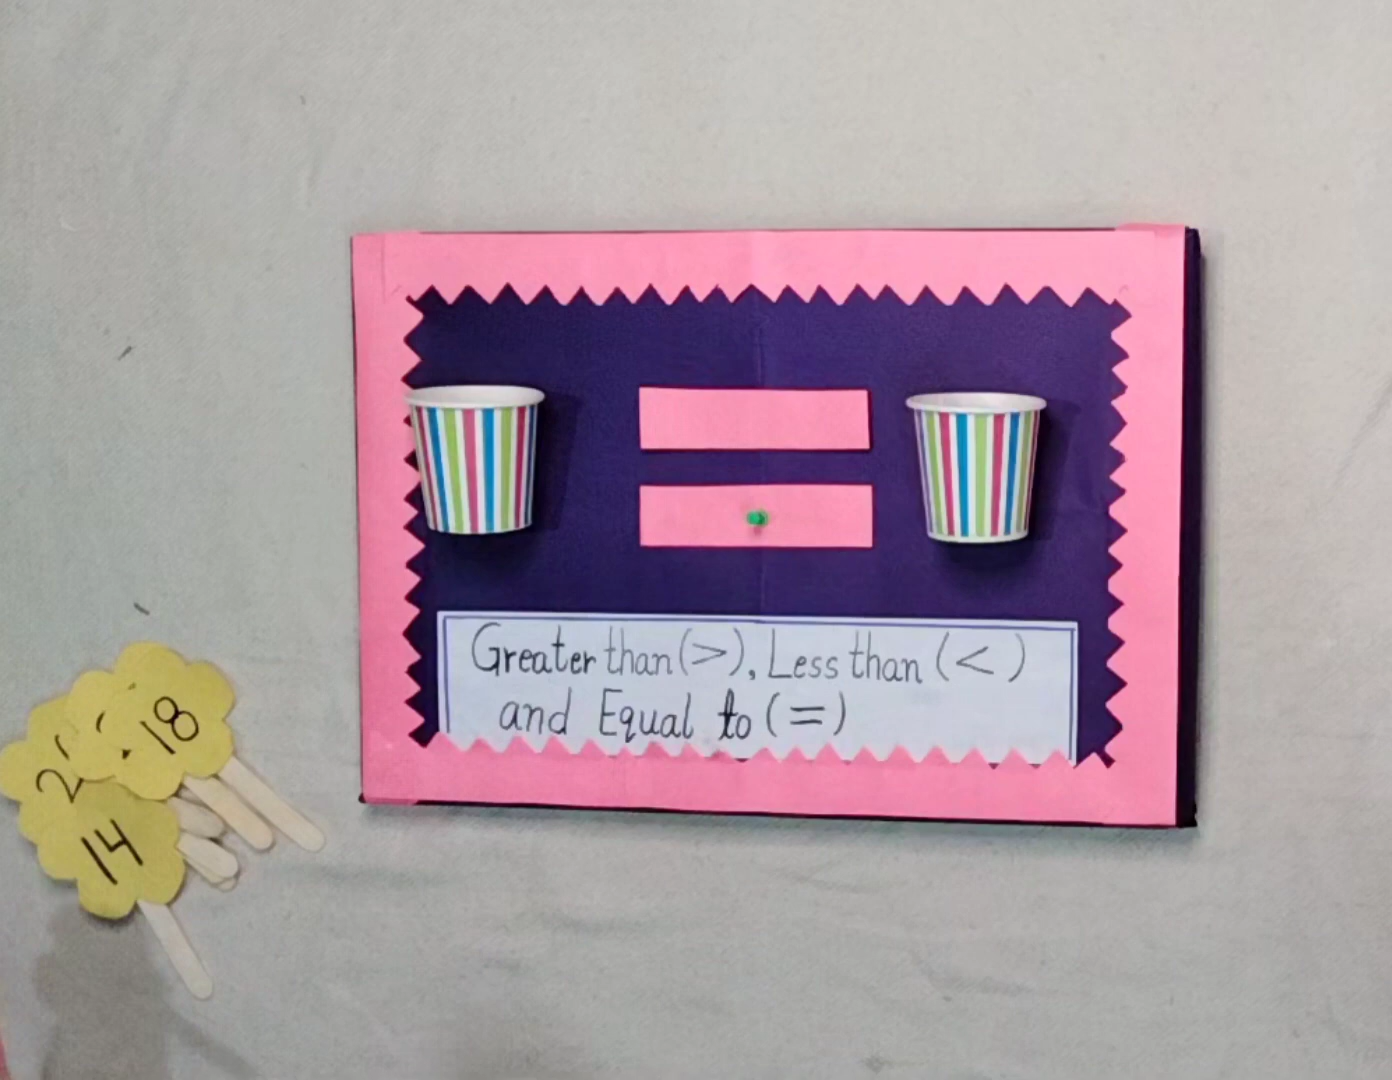 Greater than (>), Less than (<)
and Equal to (=)
18
14